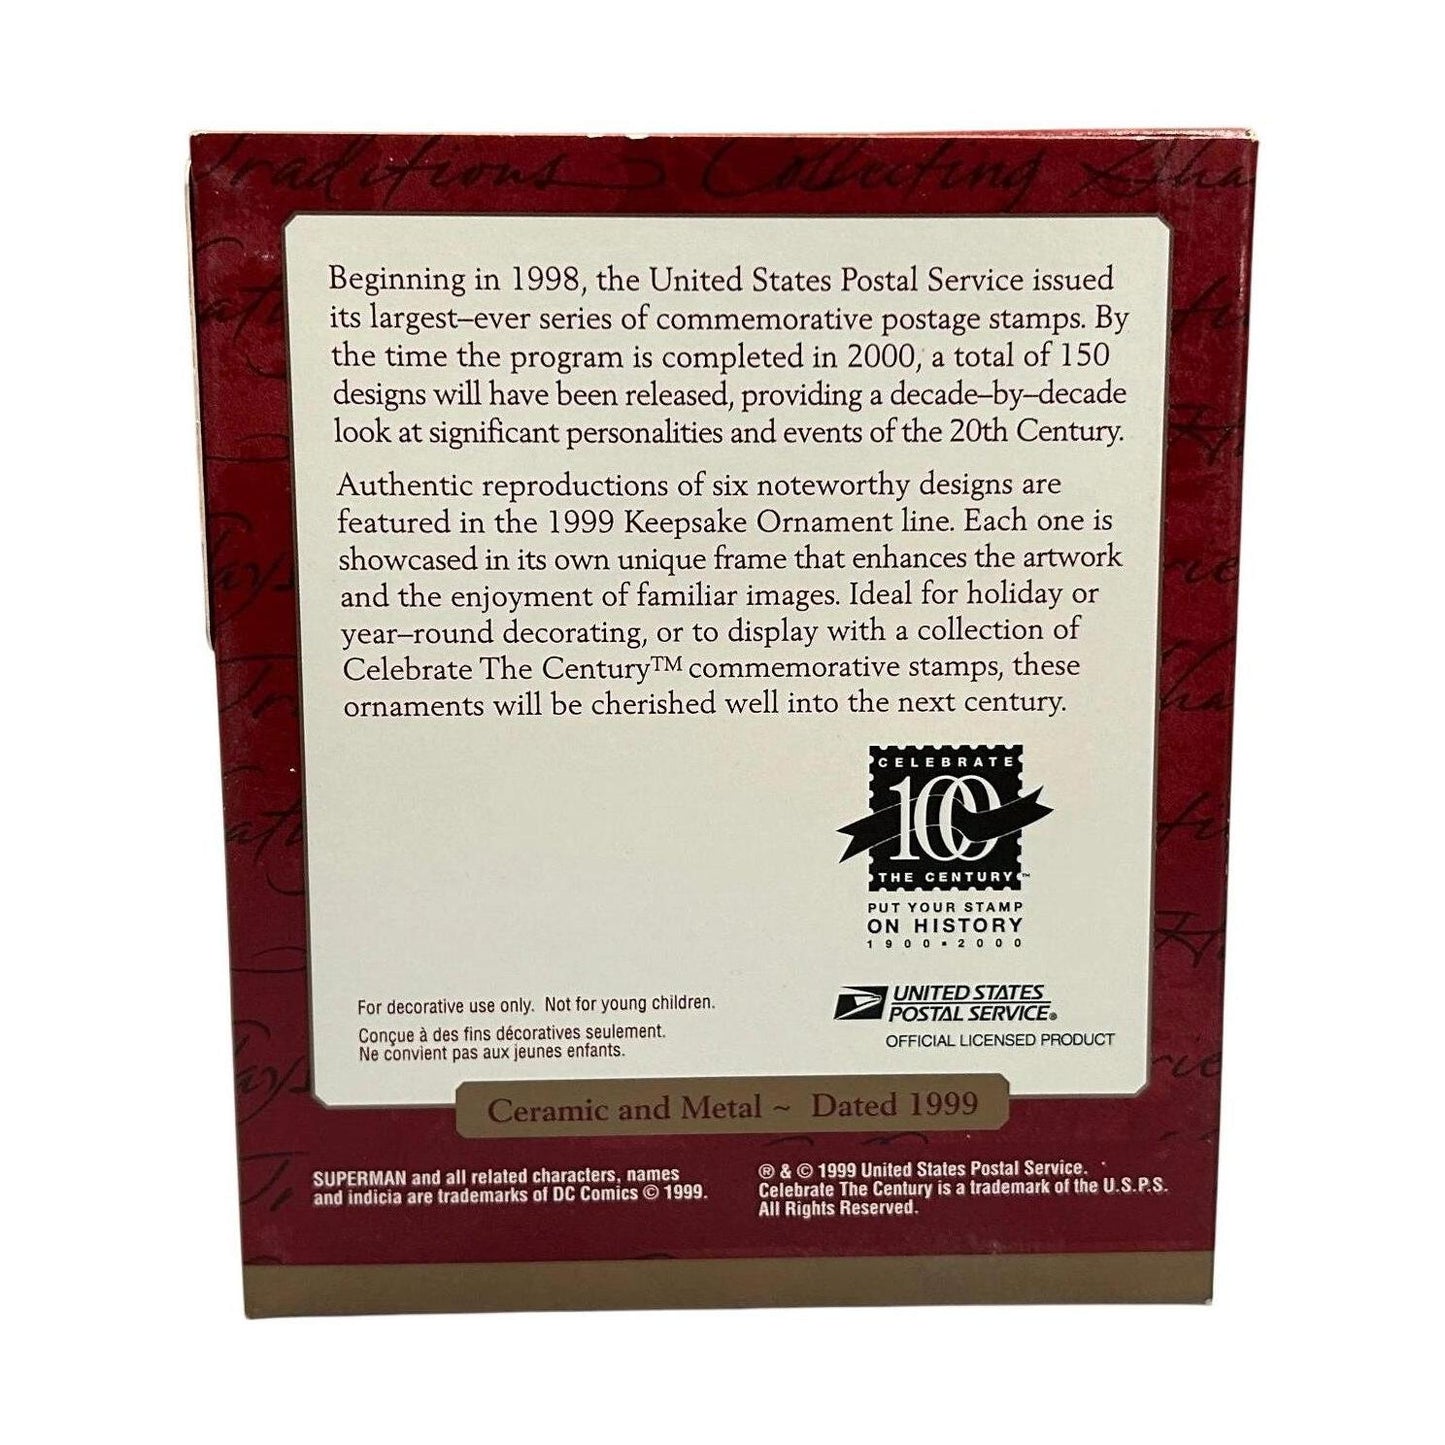 Traditions Collecting Sha
Beginning in 1998, the United States Postal Service issued
its largest–ever series of commemorative postage stamps. By
the time the program is completed in 2000, a total of 150
designs will have been released, providing a decade–by–decade
look at significant personalities and events of the 20th Century.
Authentic reproductions of six noteworthy designs are
featured in the 1999 Keepsake Ornament line. Each one is
showcased in its own unique frame that enhances the artwork
and the enjoyment of familiar images. Ideal for holiday or
year–round decorating, or to display with a collection of
Celebrate The Century™ commemorative stamps, these
ornaments will be cherished well into the next century.
CELEBRATE
100
THE CENTURY™
PUT YOUR STAMP
ON HISTORY
1900 ▪ 2000
For decorative use only. Not for young children.
Conçue à des fins décoratives seulement.
Ne convient pas aux jeunes enfants.
UNITED STATES
POSTAL SERVICE®
OFFICIAL LICENSED PRODUCT
Ceramic and Metal ~ Dated 1999
SUPERMAN and all related characters, names
and indicia are trademarks of DC Comics © 1999.
® & © 1999 United States Postal Service.
Celebrate The Century is a trademark of the U.S.P.S.
All Rights Reserved.